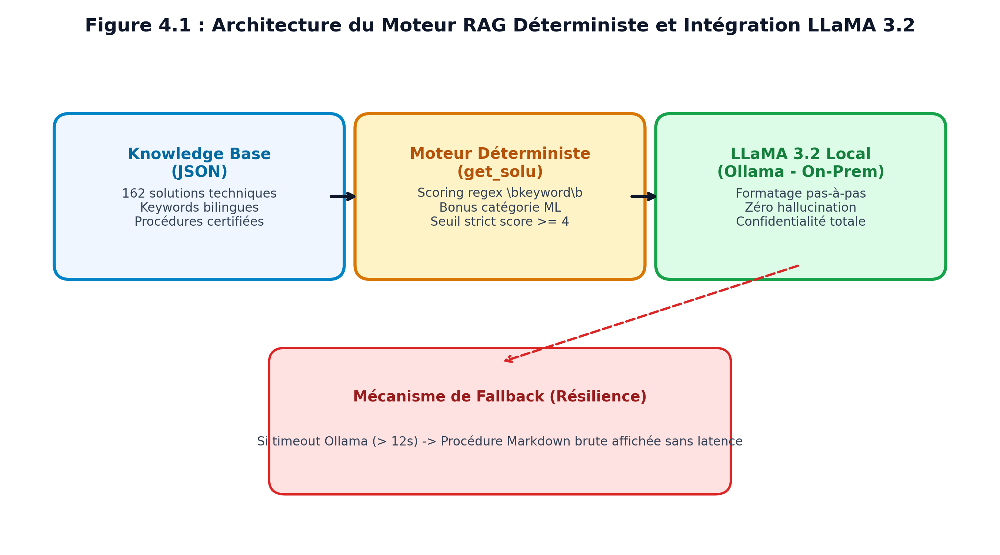 Figure 4.1 : Architecture du Moteur RAG Déterministe et Intégration LLaMA 3.2
Knowledge Base
(JSON)
162 solutions techniques
Keywords bilingues
Procédures certifiées
Moteur Déterministe
(get_solu)
Scoring regex \bkeyword\b
Bonus catégorie ML
Seuil strict score >= 4
LLaMA 3.2 Local
(Ollama - On-Prem)
Formatage pas-à-pas
Zéro hallucination
Confidentialité totale
Mécanisme de Fallback (Résilience)
Si timeout Ollama (> 12s) -> Procédure Markdown brute affichée sans latence